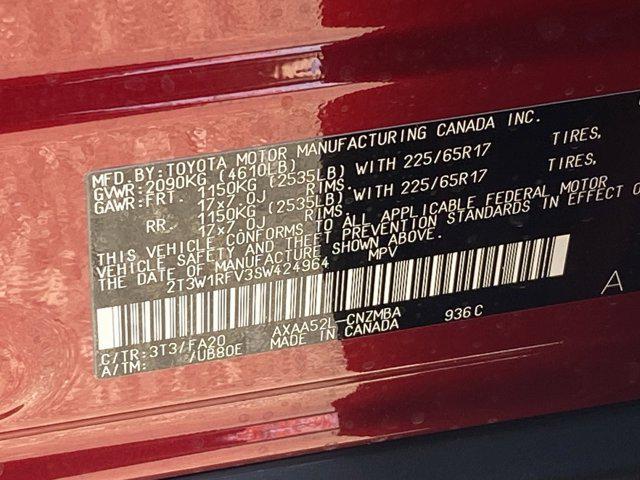 MFD.BY:TOYOTA MOTOR MANUFACTURING CANADA INC.
GVWR:2090KG (4610LB)
GAWR:FRT. 1150KG (2535LB) WITH 225/65R17 TIRES,
17×7.0J RIMS.
RR. 1150KG (2535LB) WITH 225/65R17 TIRES,
17×7.0J RIMS.
THIS VEHICLE CONFORMS TO ALL APPLICABLE FEDERAL MOTOR
VEHICLE SAFETY AND THEFT PREVENTION STANDARDS IN EFFECT O
THE DATE OF MANUFACTURE SHOWN ABOVE.
2T3W1RFV3SW424964 MPV
C/TR:3T3/FA20 AXAA52L-CNZMBA 936C A
A/TM: /UB80E MADE IN CANADA